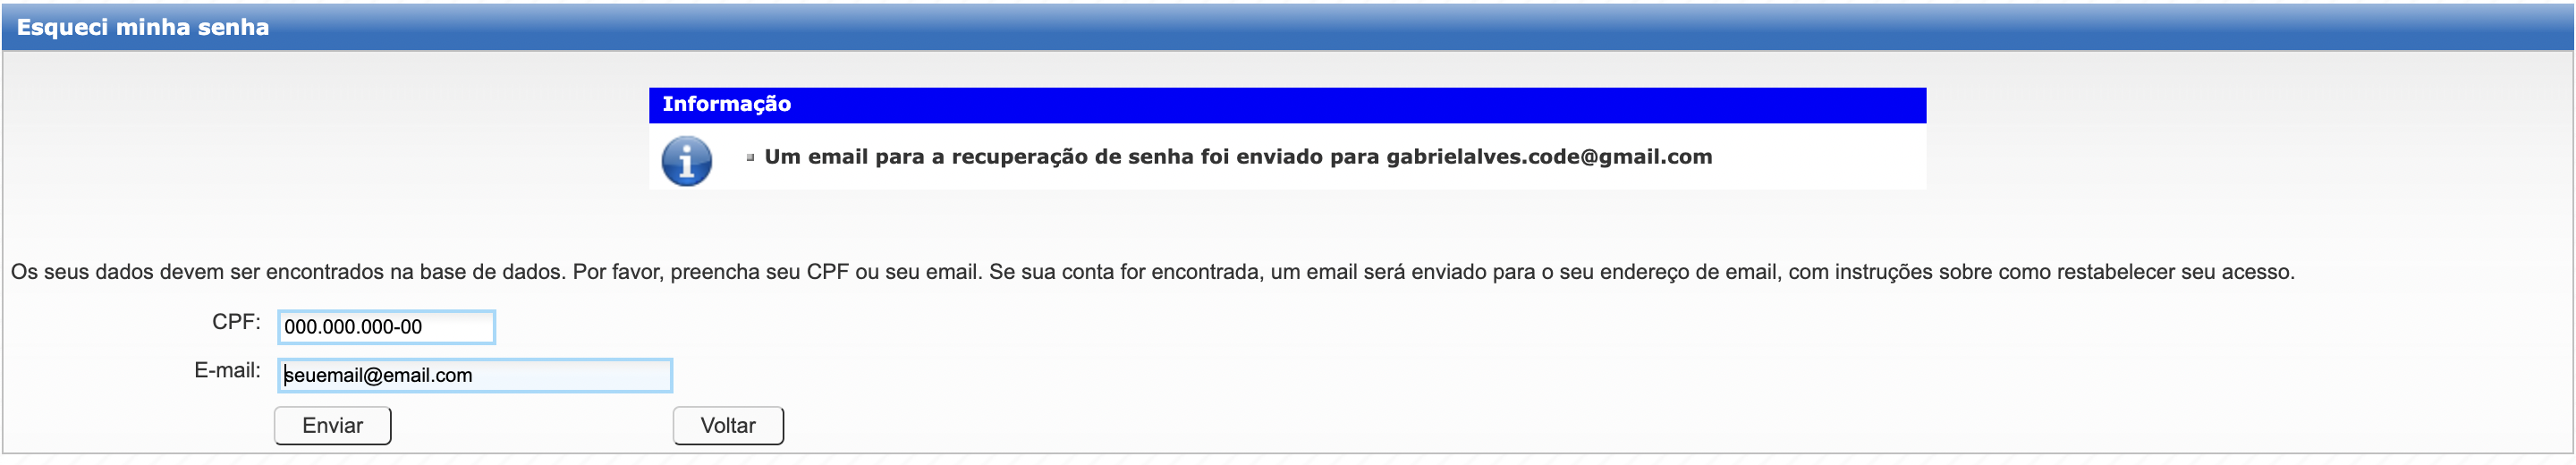 Esqueci minha senha
Informação
Um email para a recuperação de senha foi enviado para gabrielalves.code@gmail.com
Os seus dados devem ser encontrados na base de dados. Por favor, preencha seu CPF ou seu email. Se sua conta for encontrada, um email será enviado para o seu endereço de email, com instruções sobre como restabelecer seu acesso.
CPF: 000.000.000-00
E-mail: seuemail@email.com
Enviar Voltar